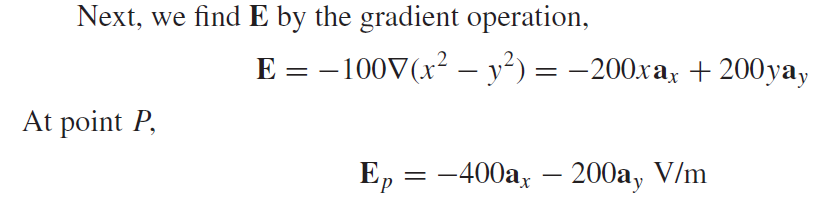 Next, we find E by the gradient operation,
E = −100∇(x² − y²) = −200xaₓ + 200yaᵧ
At point P,
Eₚ = −400aₓ − 200aᵧ V/m